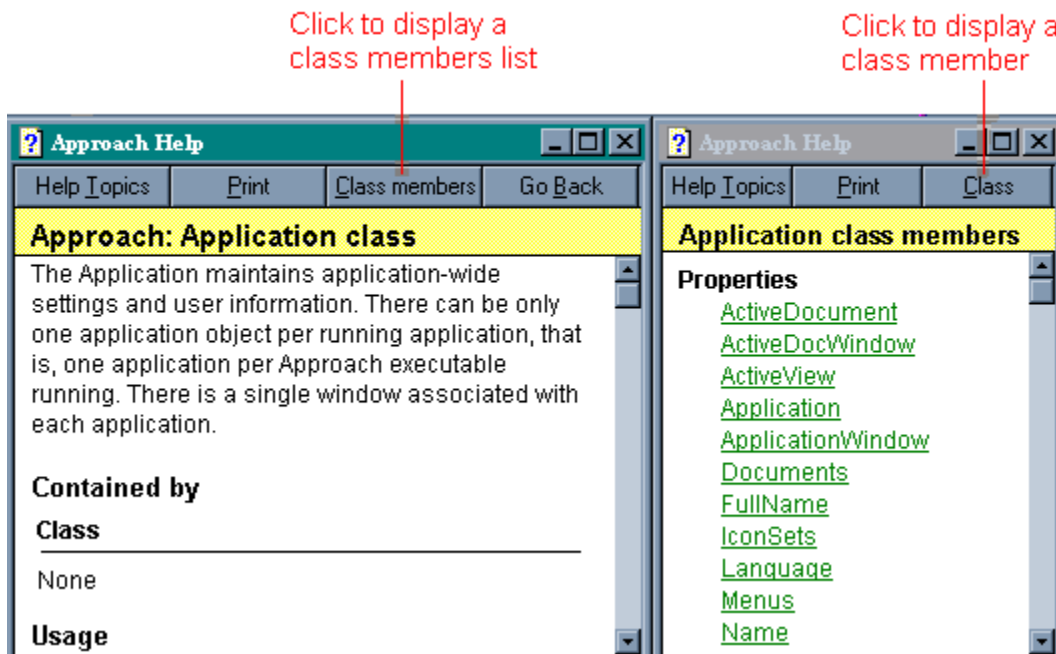 Click to display a
class members list
Click to display a
class member
Approach Help
Help Topics Print Class members Go Back
Approach: Application class
The Application maintains application-wide
settings and user information. There can be only
one application object per running application, that
is, one application per Approach executable
running. There is a single window associated with
each application.
Contained by
Class
None
Usage
Approach Help
Help Topics Print Class
Application class members
Properties
ActiveDocument
ActiveDocWindow
ActiveView
Application
ApplicationWindow
Documents
FullName
IconSets
Language
Menus
Name